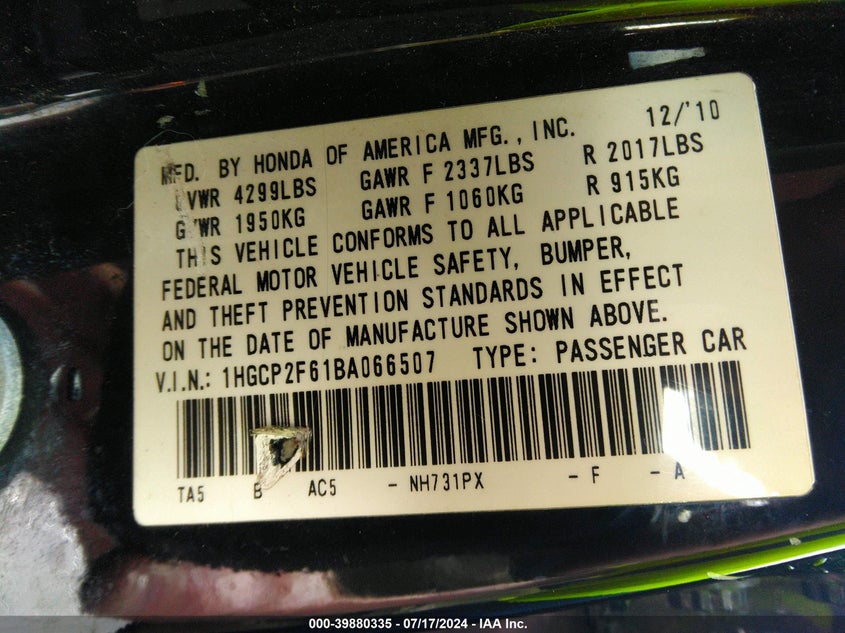 MFD. BY HONDA OF AMERICA MFG., INC. 12/'10
GVWR 4299LBS GAWR F 2337LBS R 2017LBS
GVWR 1950KG GAWR F 1060KG R 915KG
THIS VEHICLE CONFORMS TO ALL APPLICABLE
FEDERAL MOTOR VEHICLE SAFETY, BUMPER,
AND THEFT PREVENTION STANDARDS IN EFFECT
ON THE DATE OF MANUFACTURE SHOWN ABOVE.
V.I.N.: 1HGCP2F61BA066507 TYPE: PASSENGER CAR
TA5 B AC5 - NH731PX - F - A
000-39880335 - 07/17/2024 - IAA Inc.